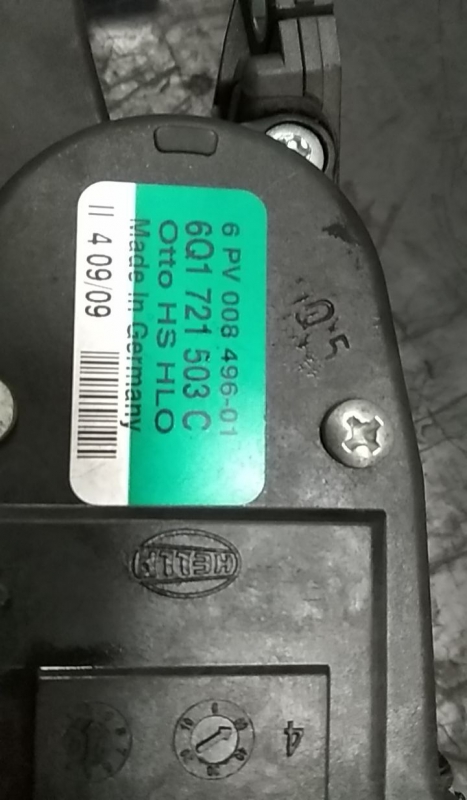 6 PV 008 496-01
6Q1 721 503 C
Otto HS HLO
Made In Germany
II 4 09/09
HELLA
4